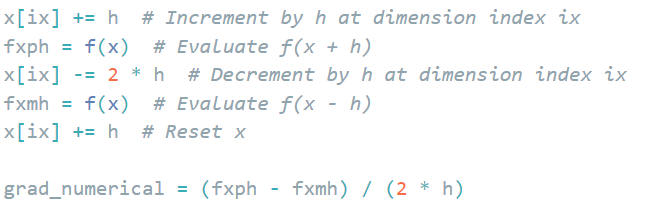 x[ix] += h  # Increment by h at dimension index ix
fxph = f(x)  # Evaluate f(x + h)
x[ix] -= 2 * h  # Decrement by h at dimension index ix
fxmh = f(x)  # Evaluate f(x - h)
x[ix] += h  # Reset x
grad_numerical = (fxph - fxmh) / (2 * h)